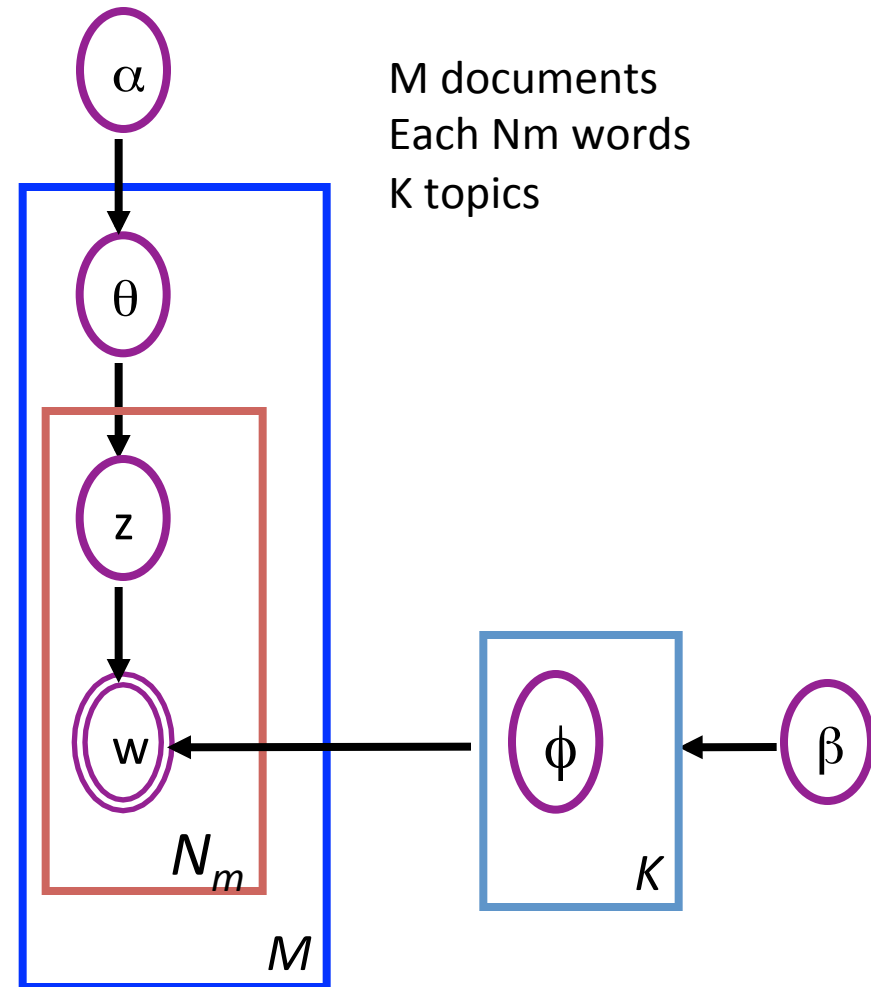 α
M documents
Each Nm words
K topics
θ
z
w
ϕ
β
Nm
K
M